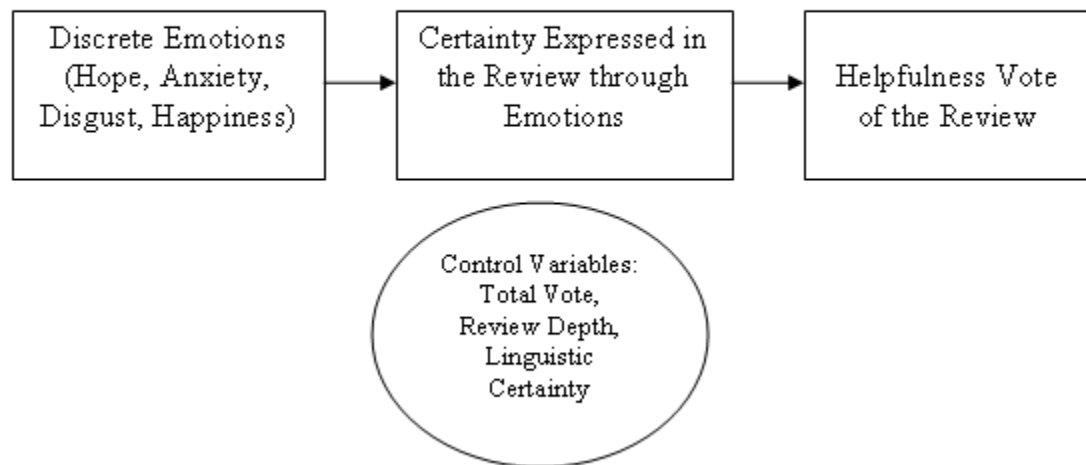 Discrete Emotions
(Hope, Anxiety,
Disgust, Happiness)
Certainty Expressed in
the Review through
Emotions
Helpfulness Vote
of the Review
Control Variables:
Total Vote,
Review Depth,
Linguistic
Certainty